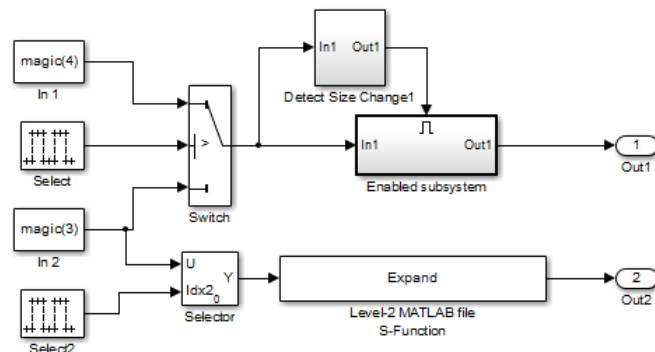 In1 Out1
Detect Size Change1
magic(4)
In 1
>
Select
Switch
In1 Out1
Enabled subsystem
1
Out1
magic(3)
In 2
U
Idx2 0
Y
Selector
Expand
Level-2 MATLAB file
S-Function
2
Out2
Select2